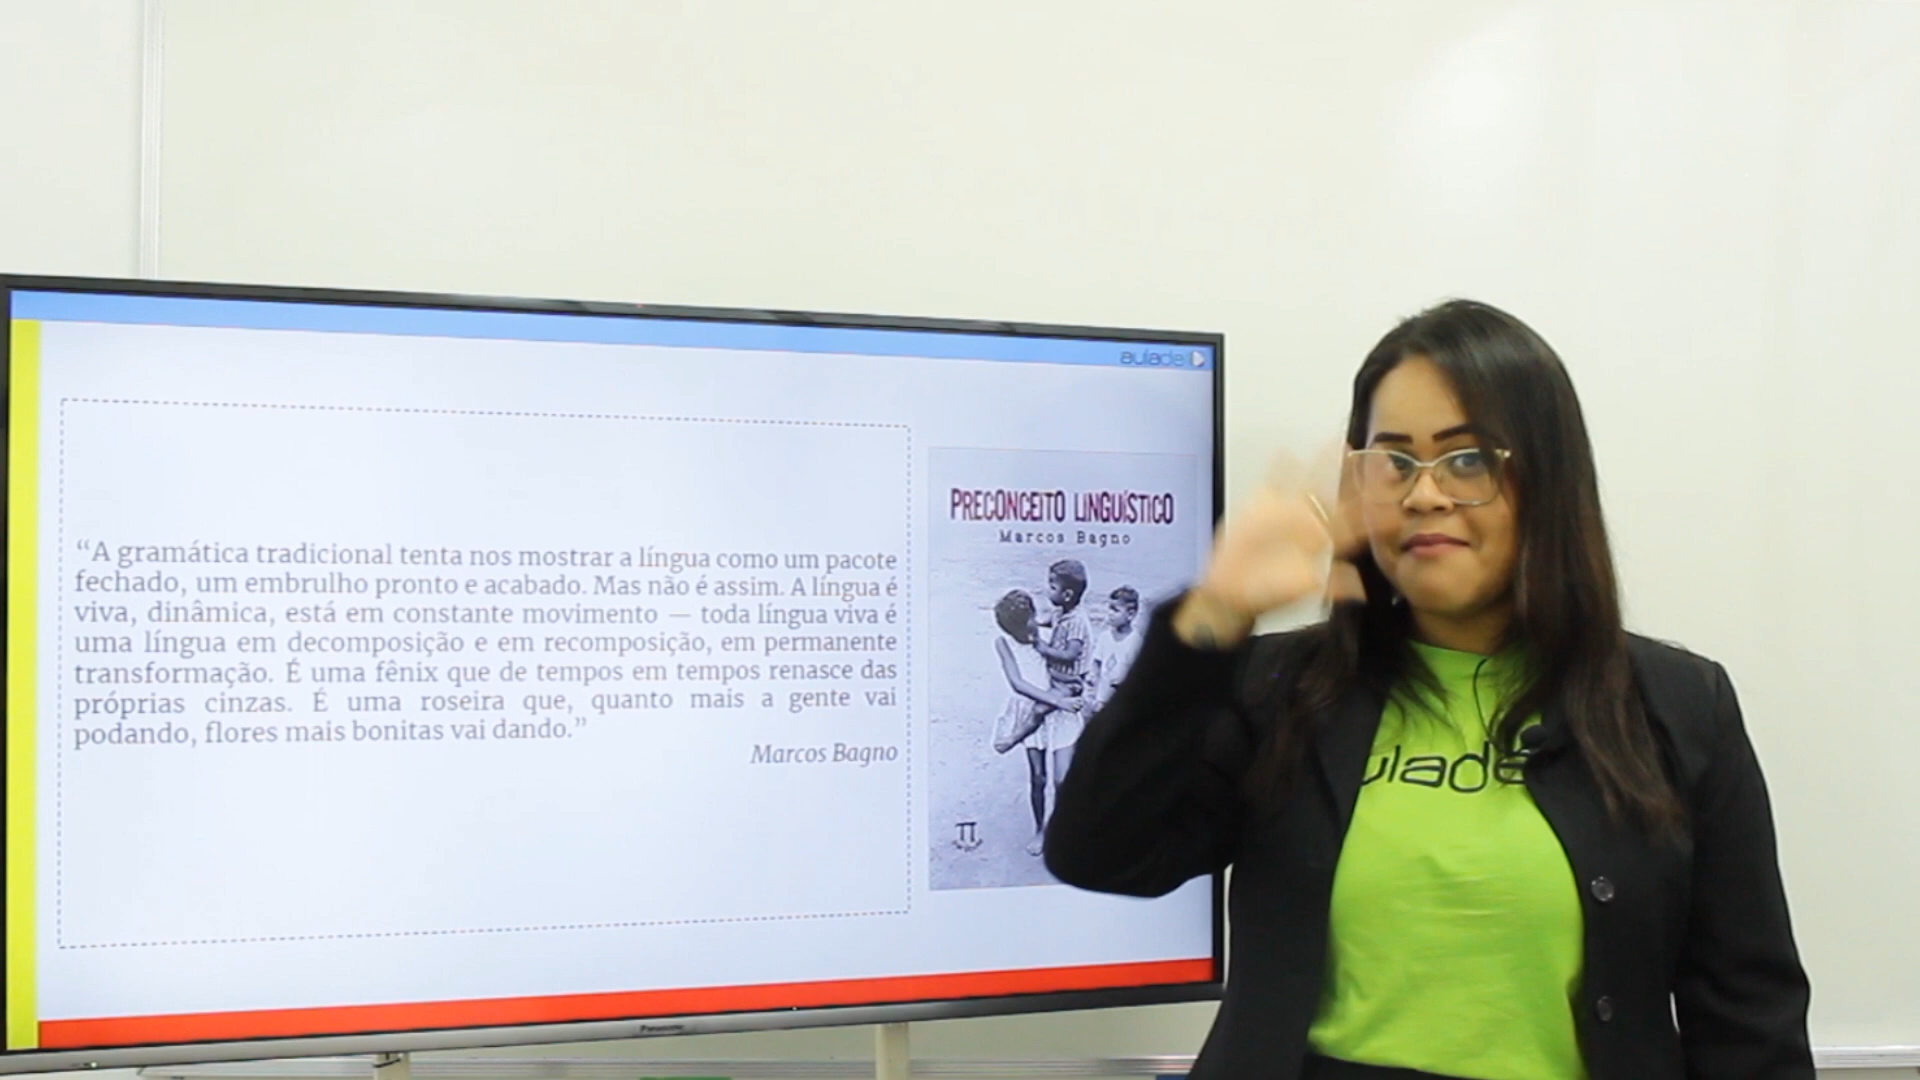 aulade
“A gramática tradicional tenta nos mostrar a língua como um pacote
fechado, um embrulho pronto e acabado. Mas não é assim. A língua é
viva, dinâmica, está em constante movimento — toda língua viva é
uma língua em decomposição e em recomposição, em permanente
transformação. É uma fênix que de tempos em tempos renasce das
próprias cinzas. É uma roseira que, quanto mais a gente vai
podando, flores mais bonitas vai dando.”
Marcos Bagno
PRECONCEITO LINGUÍSTICO
Marcos Bagno
Panasonic
ulade